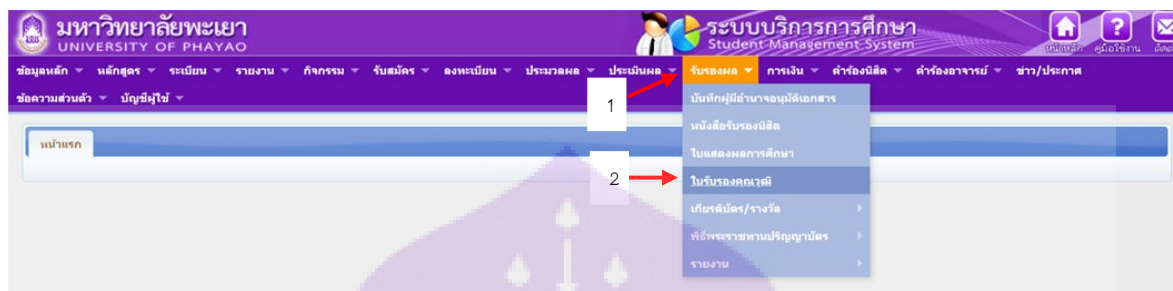 มหาวิทยาลัยพะเยา
UNIVERSITY OF PHAYAO
ระบบบริการการศึกษา
Student Management System
หน้าหลัก คู่มือใช้งาน
ข้อมูลหลัก หลักสูตร ระเบียน รายงาน กิจกรรม รับสมัคร ลงทะเบียน ประมวลผล ประเมินผล รับรองผล การเงิน คำร้องนิสิต คำร้องอาจารย์ ข่าว/ประกาศ
ข้อความส่วนตัว บัญชีผู้ใช้
1
บันทึกผู้มีอำนาจอนุมัติเอกสาร
หนังสือรับรองนิสิต
หน้าแรก
ใบแสดงผลการศึกษา
2
ใบรับรองคุณวุฒิ
เกียรติบัตร/รางวัล
พิธีพระราชทานปริญญาบัตร
รายงาน